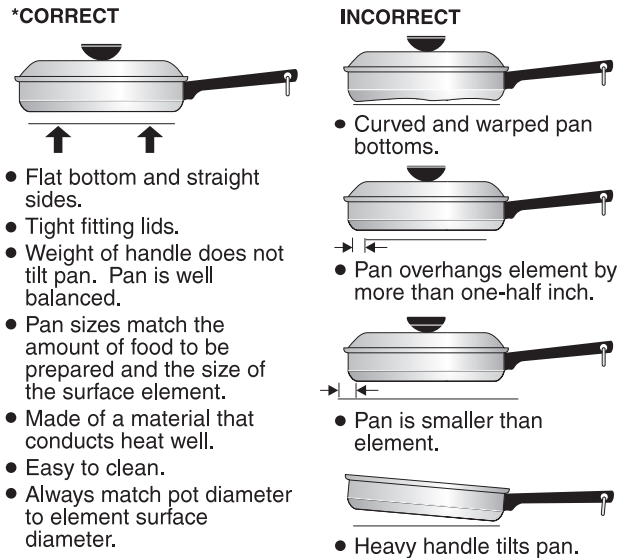 *CORRECT
• Flat bottom and straight
sides.
• Tight fitting lids.
• Weight of handle does not
tilt pan.  Pan is well
balanced.
• Pan sizes match the
amount of food to be
prepared and the size of
the surface element.
• Made of a material that
conducts heat well.
• Easy to clean.
• Always match pot diameter
to element surface
diameter.
INCORRECT
• Curved and warped pan
bottoms.
• Pan overhangs element by
more than one-half inch.
• Pan is smaller than
element.
• Heavy handle tilts pan.